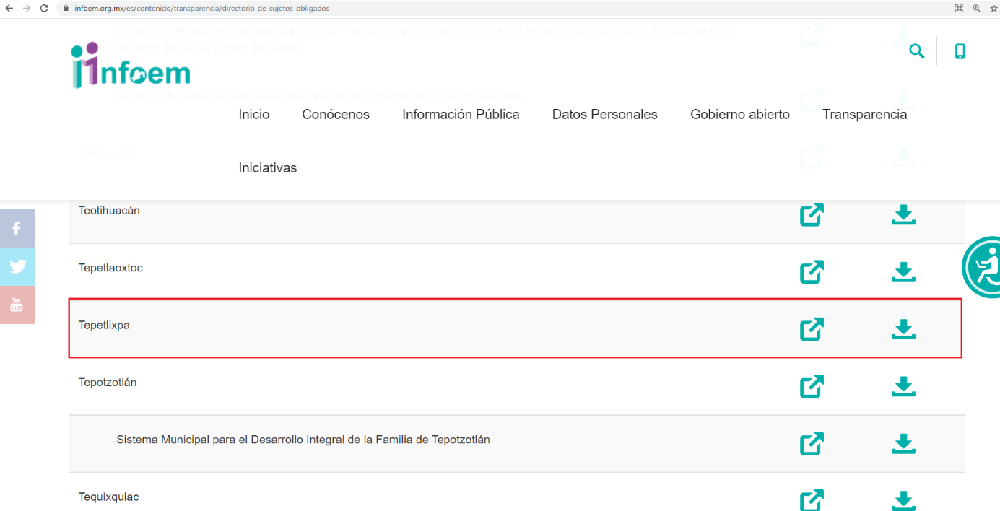 infoem.org.mx/es/contenido/transparencia/directorio-de-sujetos-obligados
Organismo Público Descentralizado para la Prestación de los Servicios de Agua Potable, Alcantarillado y Saneamiento de
Tenango del Valle, Estado de México.
infoem
Sistema Municipal para el Desarrollo Integral de la Familia de Tenango del Valle
Inicio Conócenos Información Pública Datos Personales Gobierno abierto Transparencia
Teoloyucan
Iniciativas
Teotihuacán
Tepetlaoxtoc
You Tube
Tepetlixpa
Tepotzotlán
Sistema Municipal para el Desarrollo Integral de la Familia de Tepotzotlán
Tequixquiac